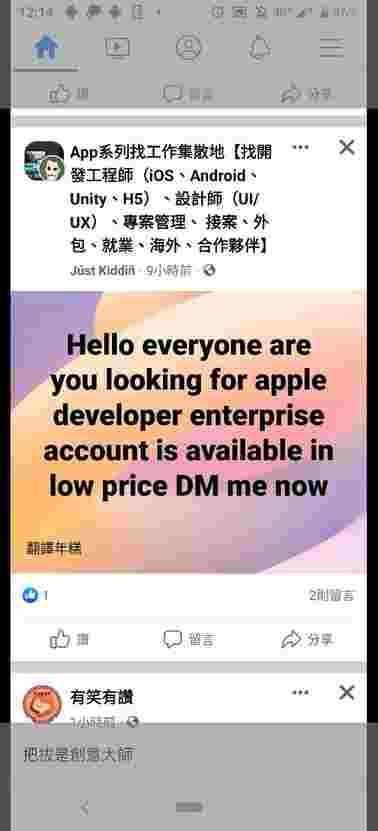 12:14
讚
留言
分享
App系列找工作集散地【找開
發工程師（iOS、Android、
Unity、H5）、設計師（UI/
UX）、專案管理、 接案、外
包、就業、海外、合作夥伴】
Júst Kiddiñ · 9小時前 ·
Hello everyone are
you looking for apple
developer enterprise
account is available in
low price DM me now
翻譯年糕
1
2則留言
讚
留言
分享
有笑有讚
把拔是創意大師